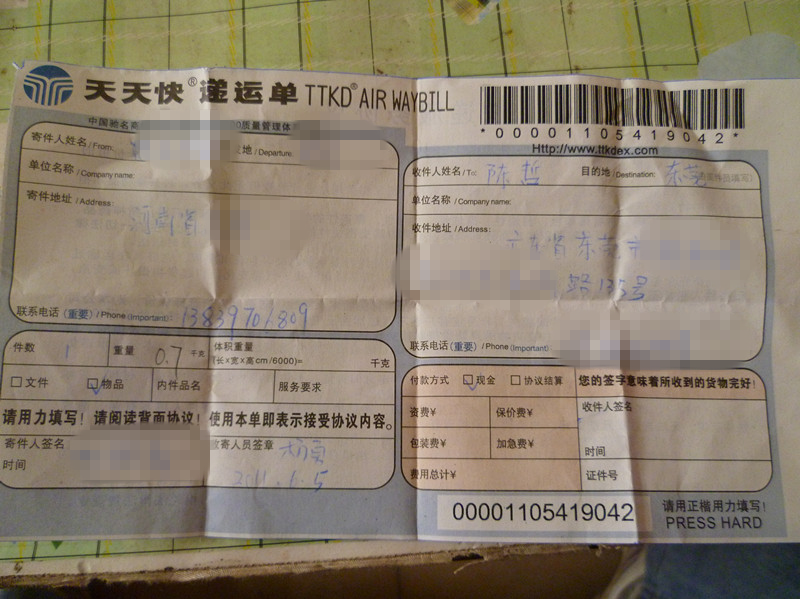 天天快®递运单 TTKD® AIR WAYBILL
*00001105419042*
Http://www.ttkdex.com
寄件人姓名/From:
地/Departure:
单位名称/Company name:
寄件地址/Address:
河南省
联系电话(重要)/Phone (Important):
收件人姓名/To: 陈哲 目的地/Destination: 东莞
单位名称/Company name:
收件地址/Address:
广东省东莞市
路135号
联系电话(重要)/Phone (Important)
件数 1 重量 0.7 千克 体积重量 (长×宽×高cm/6000)= 千克
文件 物品 内件品名 服务要求
请用力填写!请阅读背面协议!使用本单即表示接受协议内容。
寄件人签名
收寄人员签章
时间
2011.6.5
付款方式 现金 协议结算 您的签字意味着所收到的货物完好!
资费¥ 保价费¥ 收件人签名
包装费¥ 加急费¥ 时间
费用总计¥ 证件号
00001105419042
请用正楷用力填写!
PRESS HARD